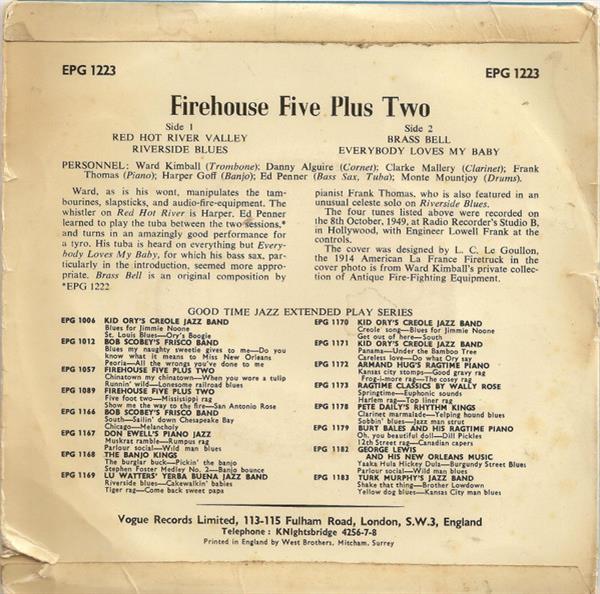 EPG 1223
EPG 1223
Firehouse Five Plus Two
Side 1
RED HOT RIVER VALLEY
RIVERSIDE BLUES
Side 2
BRASS BELL
EVERYBODY LOVES MY BABY
PERSONNEL: Ward Kimball (Trombone); Danny Alguire (Cornet); Clarke Mallery (Clarinet); Frank
Thomas (Piano); Harper Goff (Banjo); Ed Penner (Bass Sax, Tuba); Monte Mountjoy (Drums).
Ward, as is his wont, manipulates the tam-
bourines, slapsticks, and audio-fire-equipment. The
whistler on Red Hot River is Harper. Ed Penner
learned to play the tuba between the two sessions,*
and turns in an amazingly good performance for
a tyro. His tuba is heard on everything but Every-
body Loves My Baby, for which his bass sax, par-
ticularly in the introduction, seemed more appro-
priate. Brass Bell is an original composition by
*EPG 1222
pianist Frank Thomas, who is also featured in an
unusual celeste solo on Riverside Blues.
The four tunes listed above were recorded on
the 8th October, 1949, at Radio Recorder's Studio B,
in Hollywood, with Engineer Lowell Frank at the
controls.
The cover was designed by L. C. Le Goullon,
the 1914 American La France Firetruck in the
cover photo is from Ward Kimball's private collec-
tion of Antique Fire-Fighting Equipment.
GOOD TIME JAZZ EXTENDED PLAY SERIES
EPG 1006 KID ORY'S CREOLE JAZZ BAND
Blues for Jimmie Noone
St. Louis Blues—Ory's Boogie
EPG 1012 BOB SCOBEY'S FRISCO BAND
Blues my naughty sweetie gives to me—Do you
know what it means to Miss New Orleans
Peoria—All the wrongs you've done to me
EPG 1057 FIREHOUSE FIVE PLUS TWO
Chinatown my chinatown—When you wore a tulip
Runnin' wild—Lonesome railroad blues
EPG 1089 FIREHOUSE FIVE PLUS TWO
Five foot two—Mississippi rag
Show me the way to the fire—San Antonio Rose
EPG 1166 BOB SCOBEY'S FRISCO BAND
South—Sailin' down Chesapeake Bay
Chicago—Melancholy
EPG 1167 DON EWELL'S PIANO JAZZ
Muskrat ramble—Rumpus rag
Parlour social—Wild man blues
EPG 1168 THE BANJO KINGS
The burglar buck—Pickin' the banjo
Stephen Foster Medley No. 2—Banjo bounce
EPG 1169 LU WATTERS' YERBA BUENA JAZZ BAND
Riverside blues—Cakewalkin' babies
Tiger rag—Come back sweet papa
EPG 1170 KID ORY'S CREOLE JAZZ BAND
Creole song—Blues for Jimmie Noone
Get out of here—South
EPG 1171 KID ORY'S CREOLE JAZZ BAND
Panama—Under the Bamboo Tree
Careless love—Do what Ory say
EPG 1172 ARMAND HUG'S RAGTIME PIANO
Kansas city stomps—Good gravy rag
Frog-i-more rag—The cosey rag
EPG 1173 RAGTIME CLASSICS BY WALLY ROSE
Springtime—Euphonic sounds
Harlem rag—Top liner rag
EPG 1178 PETE DAILY'S RHYTHM KINGS
Clarinet marmalade—Yelping hound blues
Sobbin' blues—Jazz man strut
EPG 1179 BURT BALES AND HIS RAGTIME PIANO
Oh, you beautiful doll—Dill Pickles
12th Street rag—Canadian capers
EPG 1182 GEORGE LEWIS
AND HIS NEW ORLEANS MUSIC
Yaaka Hula Hickey Dula—Burgundy Street Blues
Parlour social—Wild man blues
EPG 1183 TURK MURPHY'S JAZZ BAND
Shake that thing—Brother Lowdown
Yellow dog blues—Kansas City man blues
Vogue Records Limited, 113-115 Fulham Road, London, S.W.3, England
Telephone : KNIghtsbridge 4256-7-8
Printed in England by West Brothers, Mitcham, Surrey